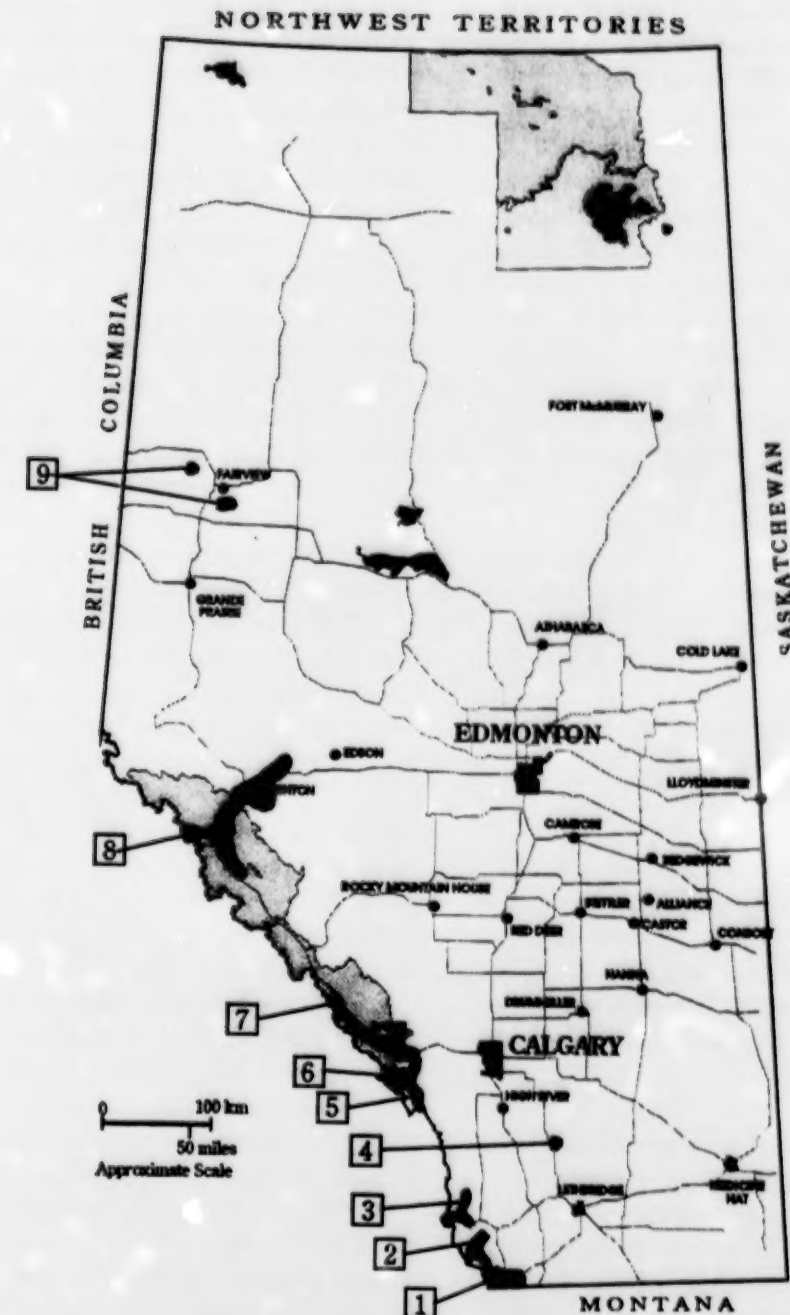 NORTHWEST TERRITORIES
COLUMBIA
BRITISH
SASKATCHEWAN
FORT McMURRAY
9
FAIRVIEW
GRANDE
PRAIRIE
ATHABASCA
COLD LAKE
EDMONTON
EDSON
LLOYDMINSTER
8
CAMROSE
SEDGEWICK
ROCKY MOUNTAIN HOUSE
ALLIANCE
STETTLER
RED DEER
CASTOR
CONSORT
HANNA
7
DRUMHELLER
CALGARY
6
5
HIGH RIVER
0 100 km
50 miles
Approximate Scale
4
MEDICINE
HAT
LETHBRIDGE
3
2
1
MONTANA